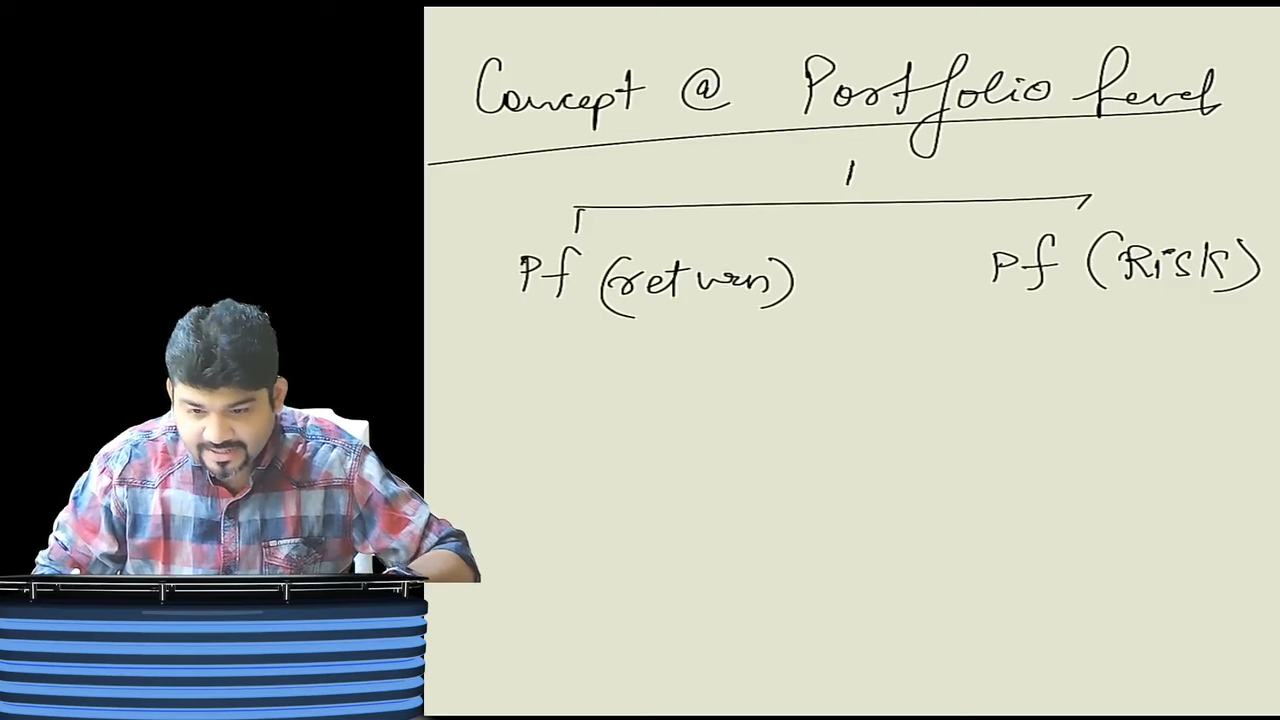 Concept @ Portfolio Level
Pf (return) Pf (Risk)